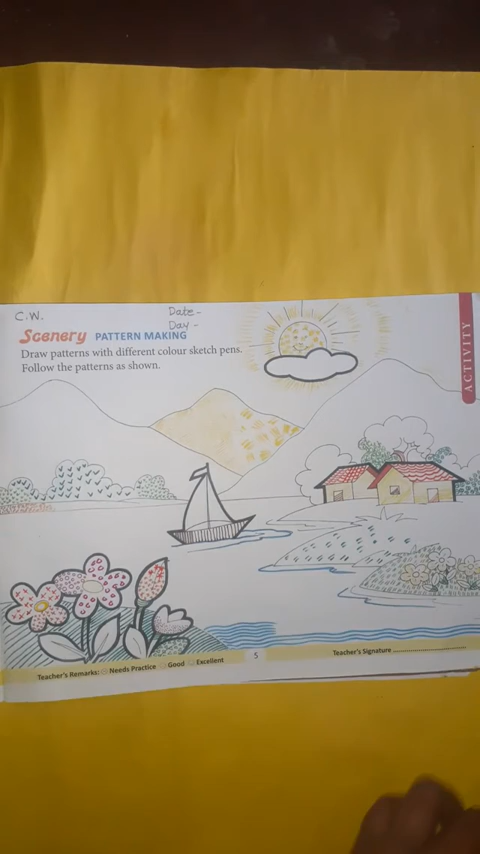 C.W.
Date-
Day-
Scenery PATTERN MAKING
Draw patterns with different colour sketch pens.
Follow the patterns as shown.
ACTIVITY
Teacher's Remarks: Needs Practice Good Excellent
5
Teacher's Signature